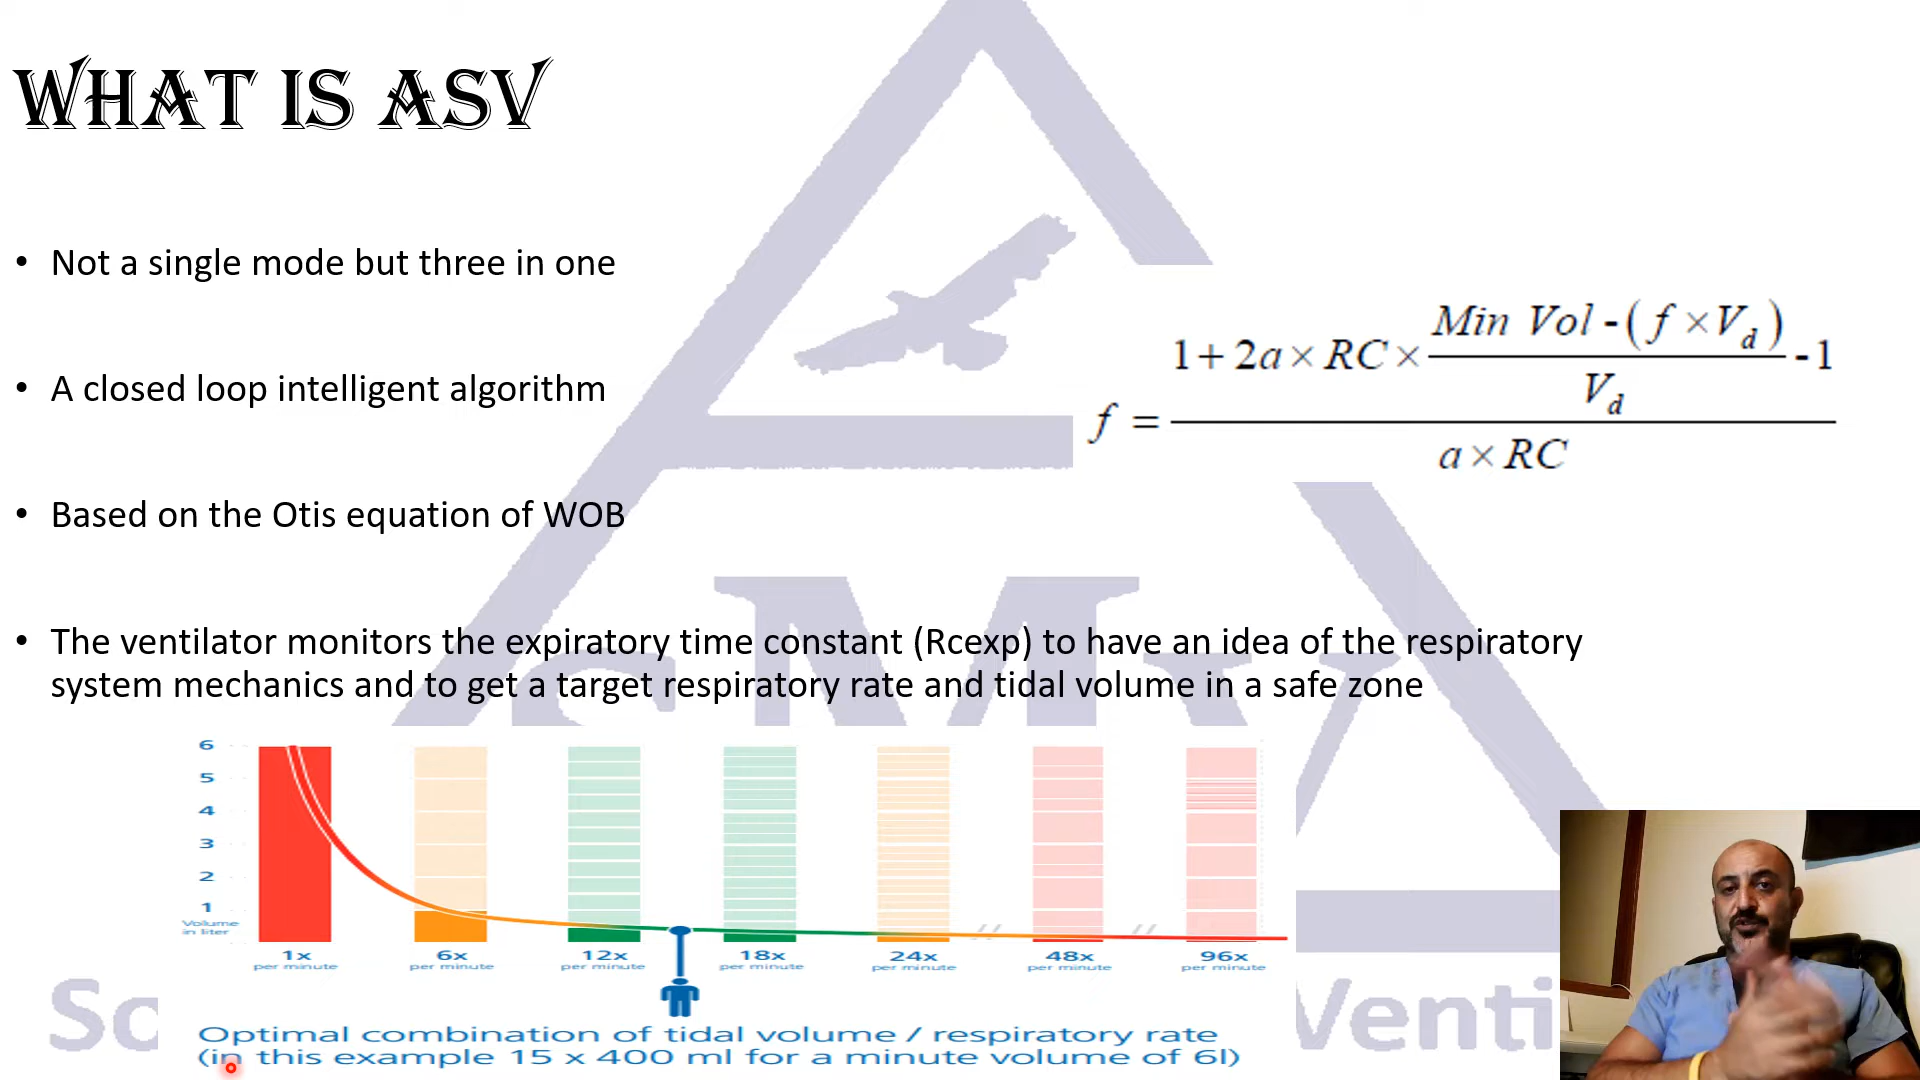 WHAT IS ASV
• Not a single mode but three in one
• A closed loop intelligent algorithm
• Based on the Otis equation of WOB
• The ventilator monitors the expiratory time constant (Rcexp) to have an idea of the respiratory
system mechanics and to get a target respiratory rate and tidal volume in a safe zone
f = (1 + 2a × RC × (Min Vol - (f × Vd)) / Vd - 1) / (a × RC)
SMV
6
5
4
3
2
1
Volume
in liter
1x 6x 12x 18x 24x 48x 96x
per minute per minute per minute per minute per minute per minute per minute
Optimal combination of tidal volume / respiratory rate
(in this example 15 x 400 ml for a minute volume of 6l)